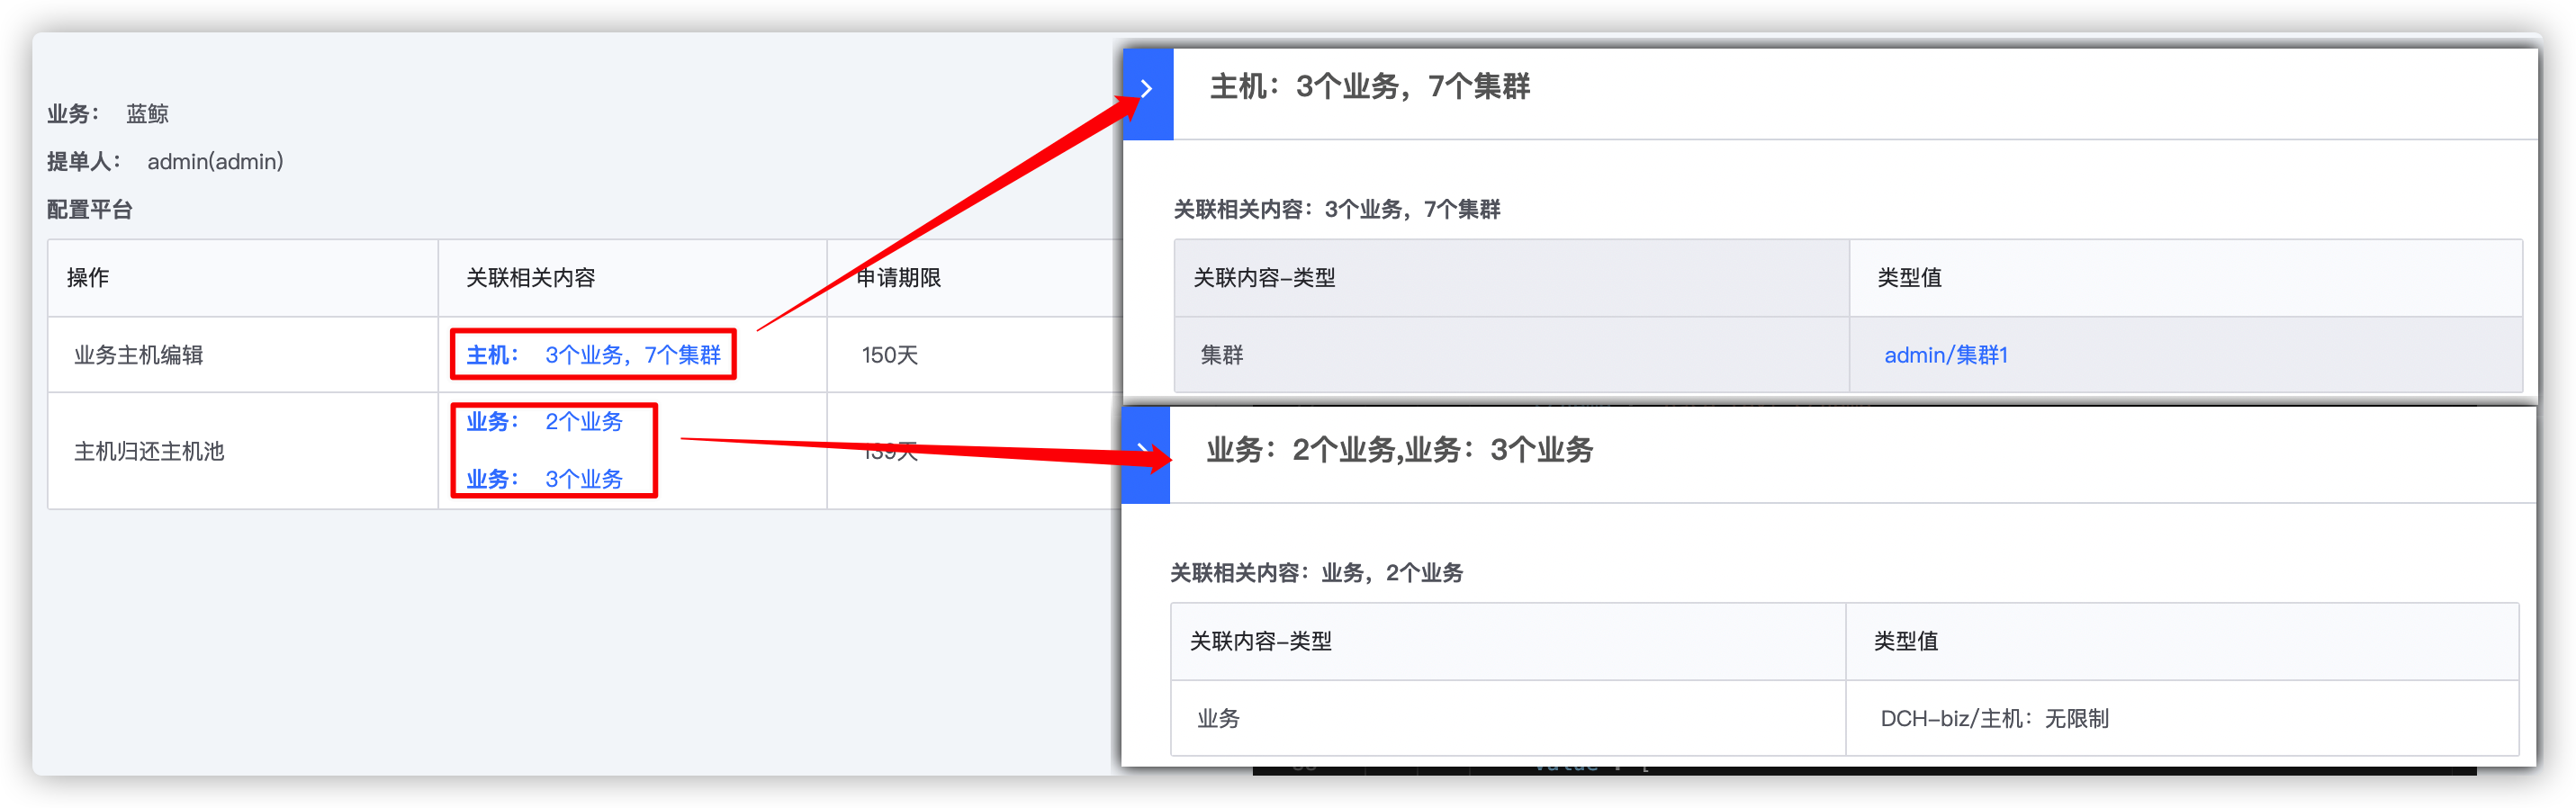 业务： 蓝鲸
提单人： admin(admin)
配置平台
操作 关联相关内容 申请期限
业务主机编辑 主机： 3个业务，7个集群 150天
主机归还主机池 业务： 2个业务 139天
业务： 3个业务
主机：3个业务，7个集群
关联相关内容：3个业务，7个集群
关联内容-类型 类型值
集群 admin/集群1
业务：2个业务,业务：3个业务
关联相关内容：业务，2个业务
关联内容-类型 类型值
业务 DCH-biz/主机：无限制